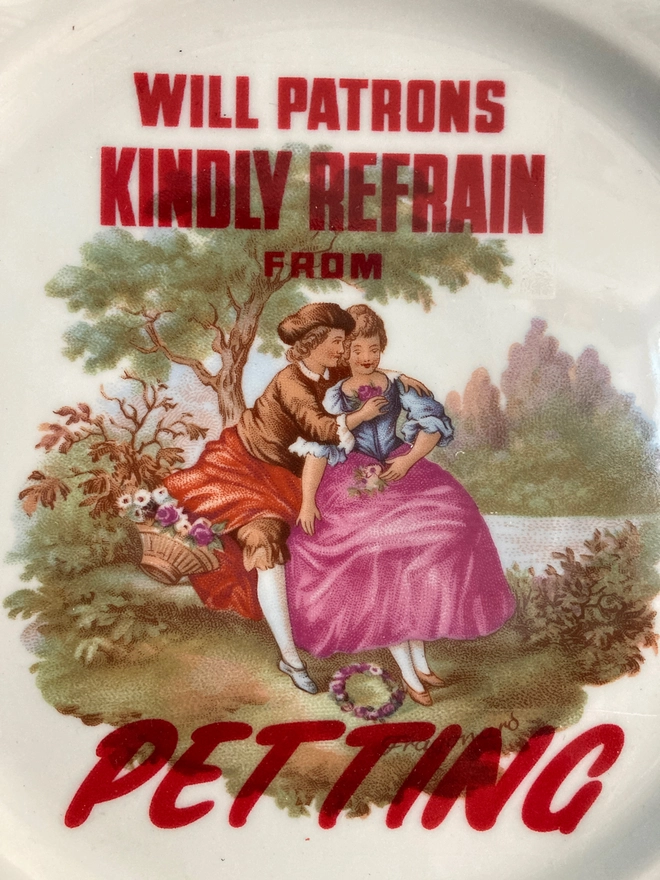 WILL PATRONS
KINDLY REFRAIN
FROM
PETTING